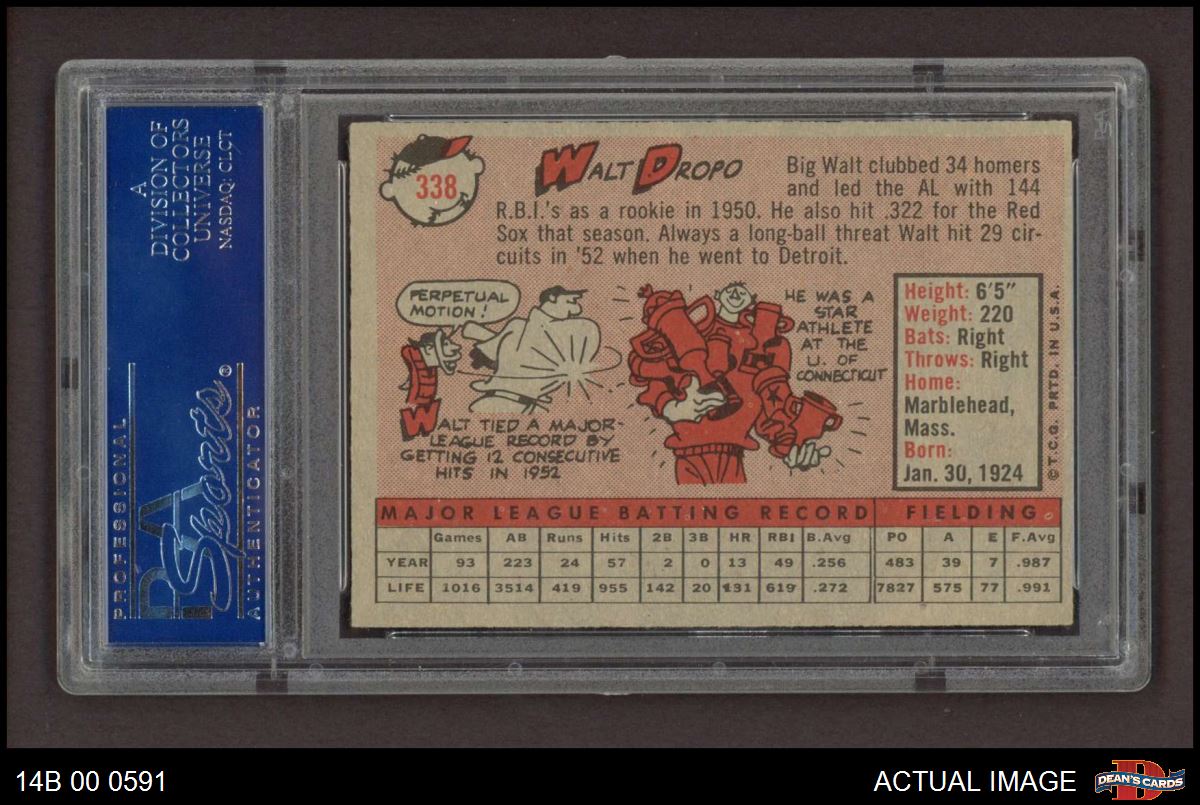 A
DIVISION OF
COLLECTORS
UNIVERSE
NASDAQ: CLCT
PROFESSIONAL
PSA
Sports®
AUTHENTICATOR
338
WALT DROPO
Big Walt clubbed 34 homers
and led the AL with 144
R.B.I.'s as a rookie in 1950. He also hit .322 for the Red
Sox that season. Always a long-ball threat Walt hit 29 cir-
cuits in '52 when he went to Detroit.
PERPETUAL
MOTION!
WALT TIED A MAJOR-
LEAGUE RECORD BY
GETTING 12 CONSECUTIVE
HITS IN 1952
HE WAS A
STAR
ATHLETE
AT THE
U. OF
CONNECTICUT
Height: 6'5"
Weight: 220
Bats: Right
Throws: Right
Home:
Marblehead,
Mass.
Born:
Jan. 30, 1924
© T.C.G. PRTD. IN U.S.A.
MAJOR LEAGUE BATTING RECORD FIELDING
Games AB Runs Hits 2B 3B HR RBI B.Avg PO A E F.Avg
YEAR 93 223 24 57 2 0 13 49 .256 483 39 7 .987
LIFE 1016 3514 419 955 142 20 131 619 .272 7827 575 77 .991
14B 00 0591
ACTUAL IMAGE
D
DEAN'S CARDS